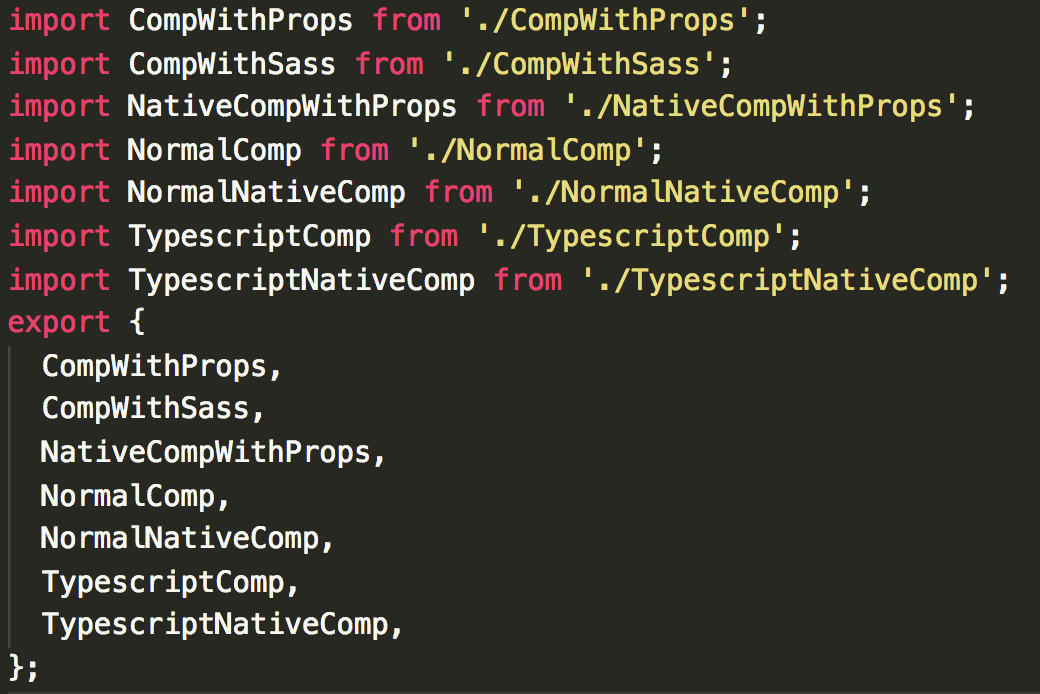 import CompWithProps from './CompWithProps';
import CompWithSass from './CompWithSass';
import NativeCompWithProps from './NativeCompWithProps';
import NormalComp from './NormalComp';
import NormalNativeComp from './NormalNativeComp';
import TypescriptComp from './TypescriptComp';
import TypescriptNativeComp from './TypescriptNativeComp';
export {
  CompWithProps,
  CompWithSass,
  NativeCompWithProps,
  NormalComp,
  NormalNativeComp,
  TypescriptComp,
  TypescriptNativeComp,
};